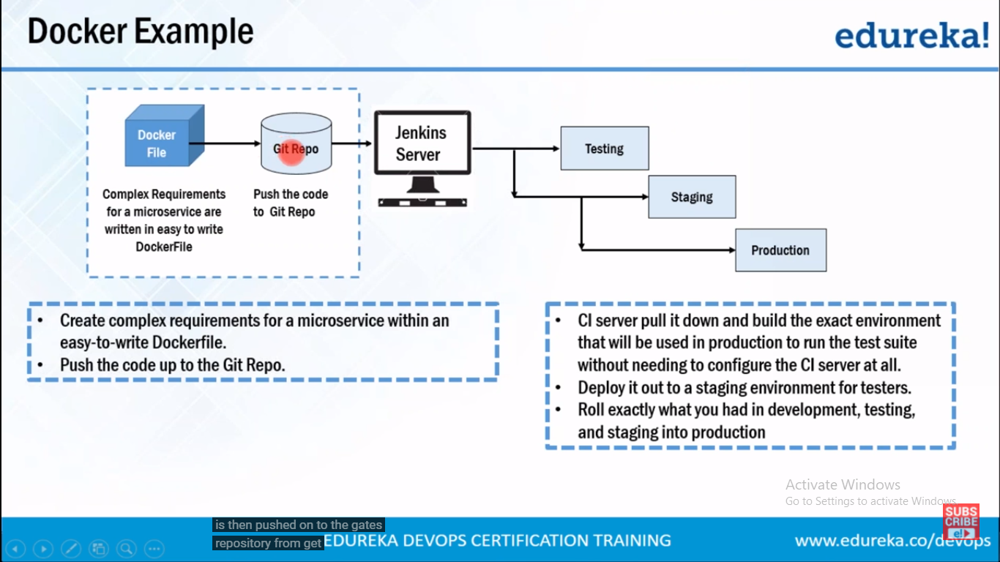 Docker Example
edureka!
Docker
File
Git Repo
Jenkins
Server
Testing
Staging
Production
Complex Requirements
for a microservice are
written in easy to write
DockerFile
Push the code
to Git Repo
• Create complex requirements for a microservice within an
easy-to-write Dockerfile.
• Push the code up to the Git Repo.
• CI server pull it down and build the exact environment
that will be used in production to run the test suite
without needing to configure the CI server at all.
• Deploy it out to a staging environment for testers.
• Roll exactly what you had in development, testing,
and staging into production
Activate Windows
Go to Settings to activate Windows.
SUBS
CRIBE
e!
is then pushed on to the gates
repository from get
EDUREKA DEVOPS CERTIFICATION TRAINING
www.edureka.co/devops